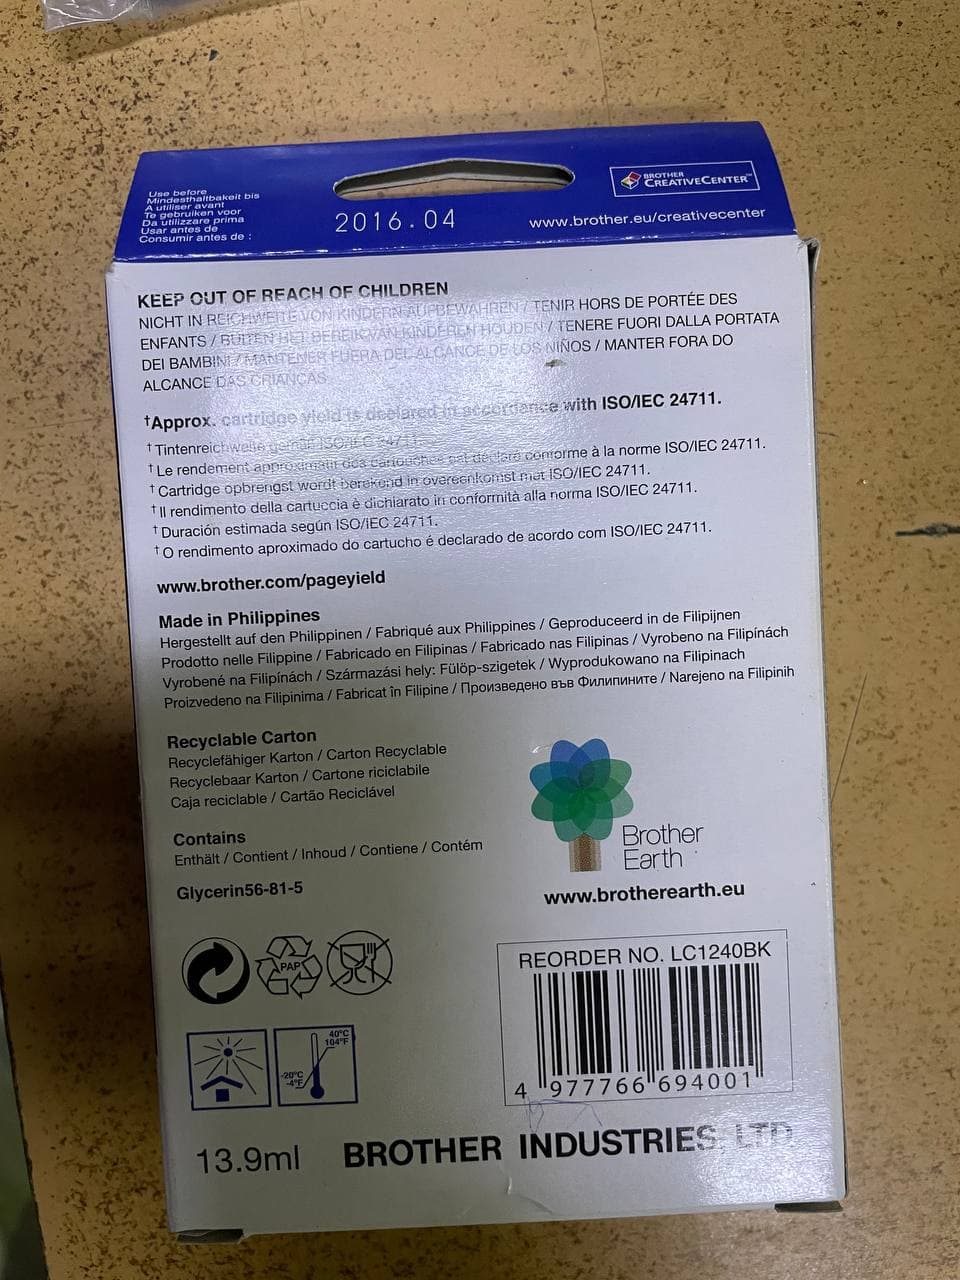 Use before
Mindesthaltbakeit bis
A utiliser avant
Te gebruiken voor
Da utilizzare prima
Usar antes de
Consumir antes de :
2016.04
BROTHER
CREATIVECENTER™
www.brother.eu/creativecenter
KEEP OUT OF REACH OF CHILDREN
NICHT IN REICHWEITE VON KINDERN AUFBEWAHREN / TENIR HORS DE PORTÉE DES
ENFANTS / BUITEN HET BEREIK VAN KINDEREN HOUDEN / TENERE FUORI DALLA PORTATA
DEI BAMBINI / MANTENER FUERA DEL ALCANCE DE LOS NIÑOS / MANTER FORA DO
ALCANCE DAS CRIANÇAS
†Approx. cartridge yield is declared in accordance with ISO/IEC 24711.
†Tintenreichweite gemäß ISO/IEC 24711.
†Le rendement approximatif des cartouches est déclaré conforme à la norme ISO/IEC 24711.
†Cartridge opbrengst wordt berekend in overeenkomst met ISO/IEC 24711.
†Il rendimento della cartuccia è dichiarato in conformità alla norma ISO/IEC 24711.
†Duración estimada según ISO/IEC 24711.
†O rendimento aproximado do cartucho é declarado de acordo com ISO/IEC 24711.
www.brother.com/pageyield
Made in Philippines
Hergestellt auf den Philippinen / Fabriqué aux Philippines / Geproduceerd in de Filipijnen
Prodotto nelle Filippine / Fabricado en Filipinas / Fabricado nas Filipinas / Vyrobeno na Filipínách
Vyrobené na Filipínách / Származási hely: Fülöp-szigetek / Wyprodukowano na Filipinach
Proizvedeno na Filipinima / Fabricat în Filipine / Произведено във Филипините / Narejeno na Filipinih
Recyclable Carton
Recyclefähiger Karton / Carton Recyclable
Recyclebaar Karton / Cartone riciclabile
Caja reciclable / Cartão Reciclável
Contains
Enthält / Contient / Inhoud / Contiene / Contém
Glycerin56-81-5
Brother
Earth
www.brotherearth.eu
PAP
40°C
104°F
-20°C
-4°F
REORDER NO. LC1240BK
4 977766 694001
13.9ml
BROTHER INDUSTRIES, LTD.